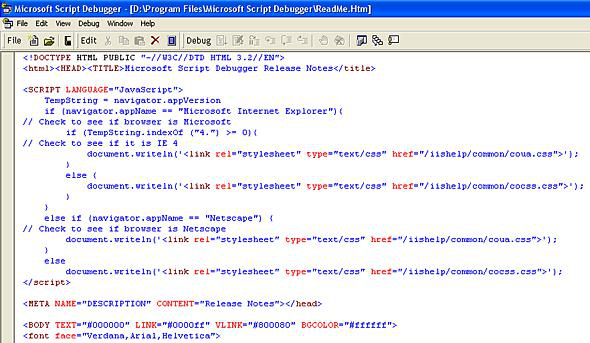 Microsoft Script Debugger - [D:\Program Files\Microsoft Script Debugger\ReadMe.Htm]
File Edit View Debug Window Help
File Edit Debug
<!DOCTYPE HTML PUBLIC "-//W3C//DTD HTML 3.2//EN">
<html><HEAD><TITLE>Microsoft Script Debugger Release Notes</title>
<SCRIPT LANGUAGE="JavaScript">
TempString = navigator.appVersion
if (navigator.appName == "Microsoft Internet Explorer"){
// Check to see if browser is Microsoft
if (TempString.indexOf ("4.") >= 0){
// Check to see if it is IE 4
document.writeln('<link rel="stylesheet" type="text/css" href="/iishelp/common/coua.css">');
}
else {
document.writeln('<link rel="stylesheet" type="text/css" href="/iishelp/common/cocss.css">');
}
}
else if (navigator.appName == "Netscape") {
// Check to see if browser is Netscape
document.writeln('<link rel="stylesheet" type="text/css" href="/iishelp/common/coua.css">');
}
else
document.writeln('<link rel="stylesheet" type="text/css" href="/iishelp/common/cocss.css">');
</script>
<META NAME="DESCRIPTION" CONTENT="Release Notes"></head>
<BODY TEXT="#000000" LINK="#0000ff" VLINK="#800080" BGCOLOR="#ffffff">
<font face="Verdana,Arial,Helvetica">